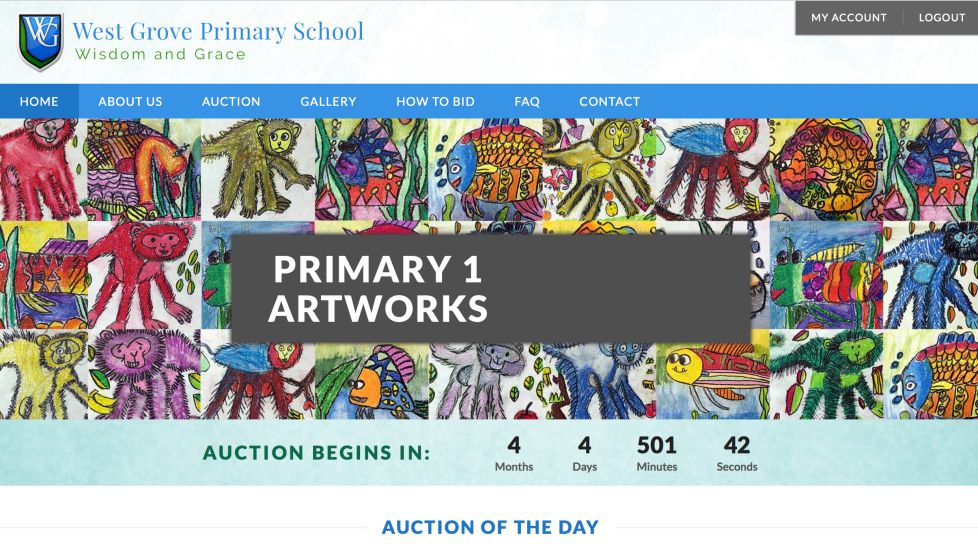 MY ACCOUNT LOGOUT
WG
West Grove Primary School
Wisdom and Grace
HOME ABOUT US AUCTION GALLERY HOW TO BID FAQ CONTACT
PRIMARY 1
ARTWORKS
AUCTION BEGINS IN:
4 4 501 42
Months Days Minutes Seconds
AUCTION OF THE DAY